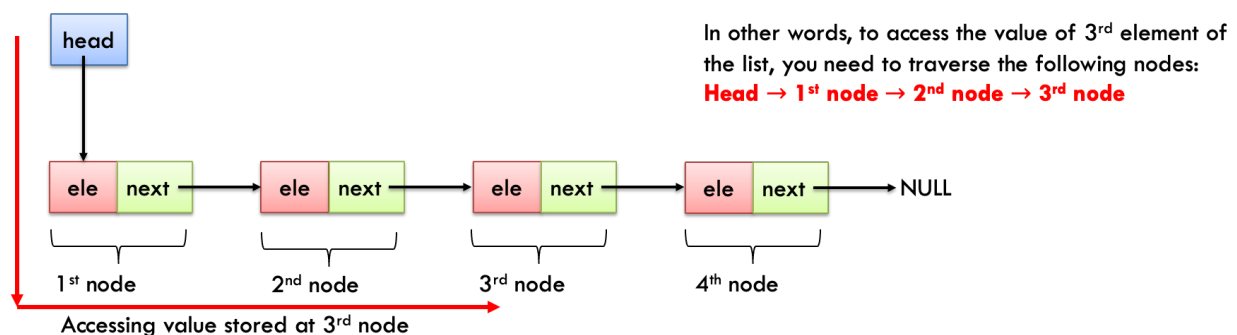 head
In other words, to access the value of 3rd element of
the list, you need to traverse the following nodes:
Head → 1st node → 2nd node → 3rd node
ele next ele next ele next ele next NULL
1st node 2nd node 3rd node 4th node
Accessing value stored at 3rd node